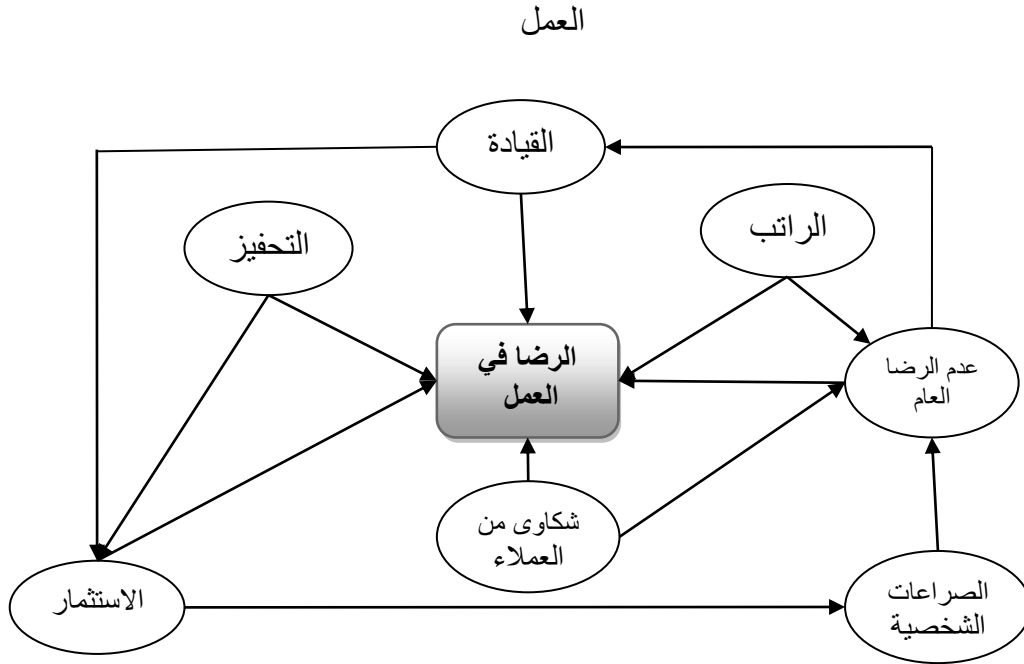 العمل
القيادة
الراتب
التحفيز
الرضا في
العمل
عدم الرضا
العام
شكاوى من
العملاء
الصراعات
الشخصية
الاستثمار